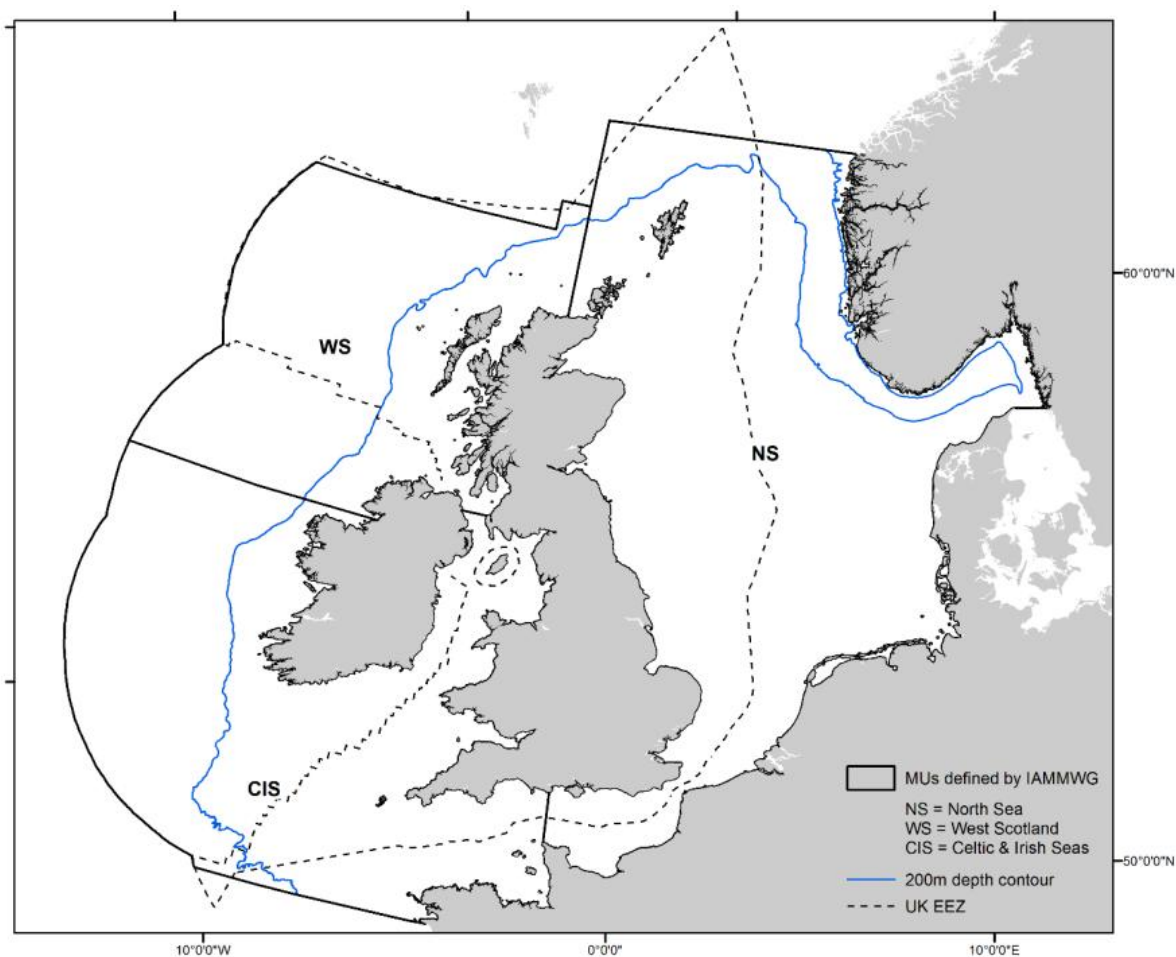 WS
NS
CIS
60°0'0"N
50°0'0"N
MUs defined by IAMMWG
NS = North Sea
WS = West Scotland
CIS = Celtic & Irish Seas
200m depth contour
UK EEZ
10°0'0"W
0°0'0"
10°0'0"E